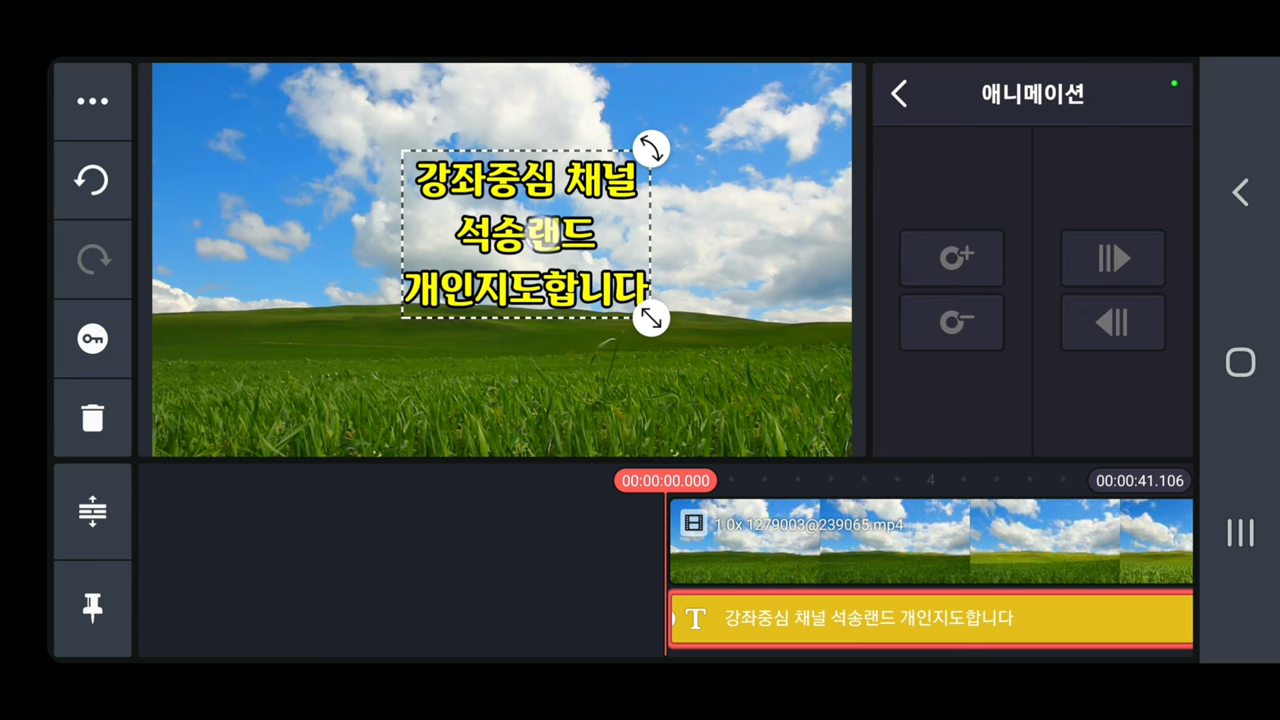 애니메이션
강좌중심 채널
석송랜드
개인지도합니다
00:00:00.000
4
00:00:41.106
1.0x 1279003@239065.mp4
T 강좌중심 채널 석송랜드 개인지도합니다